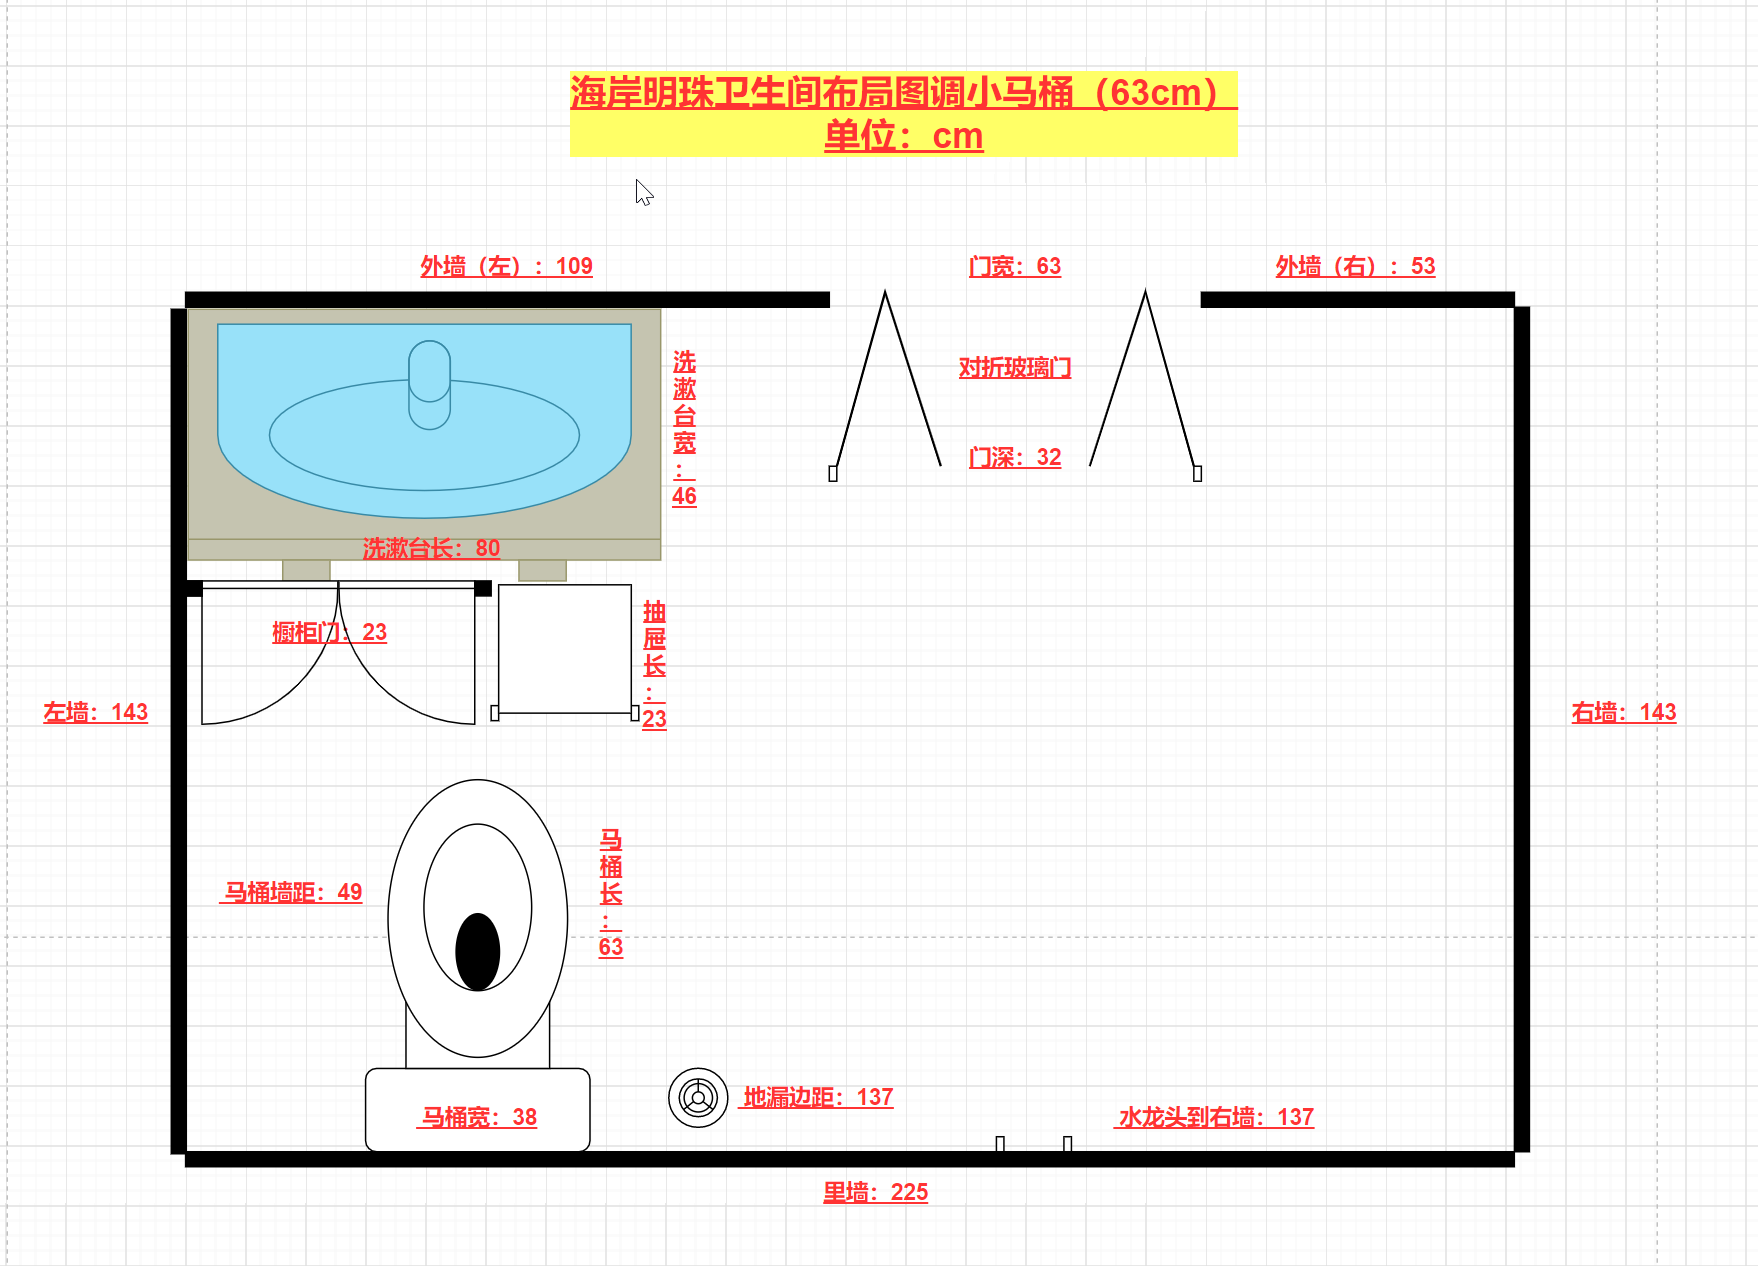 海岸明珠卫生间布局图调小马桶（63cm）
单位：cm
外墙（左）：109
门宽：63
外墙（右）：53
洗漱台宽：46
对折玻璃门
门深：32
洗漱台长：80
橱柜门：23
抽屉长：23
左墙：143
右墙：143
马桶墙距：49
马桶长：63
马桶宽：38
地漏边距：137
水龙头到右墙：137
里墙：225